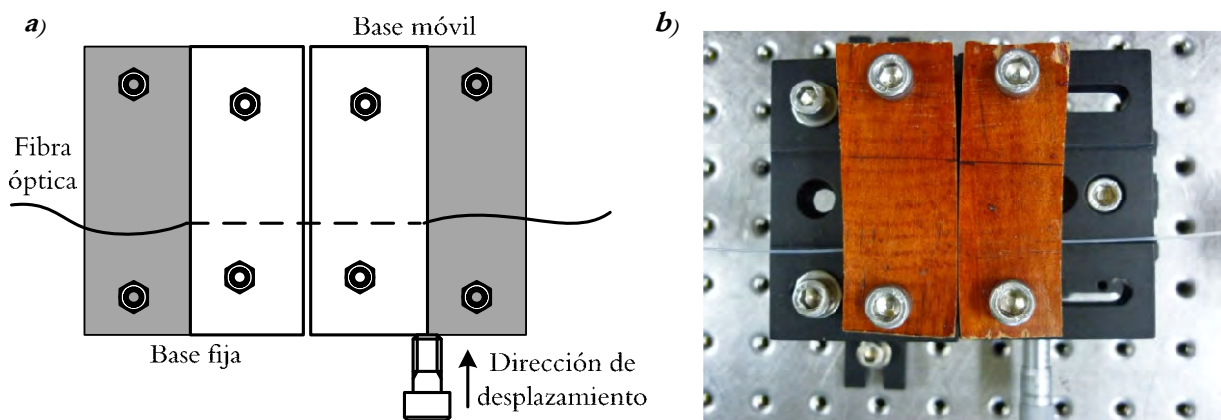 a)
Base móvil
b)
Fibra
óptica
Base fija
Dirección de
desplazamiento